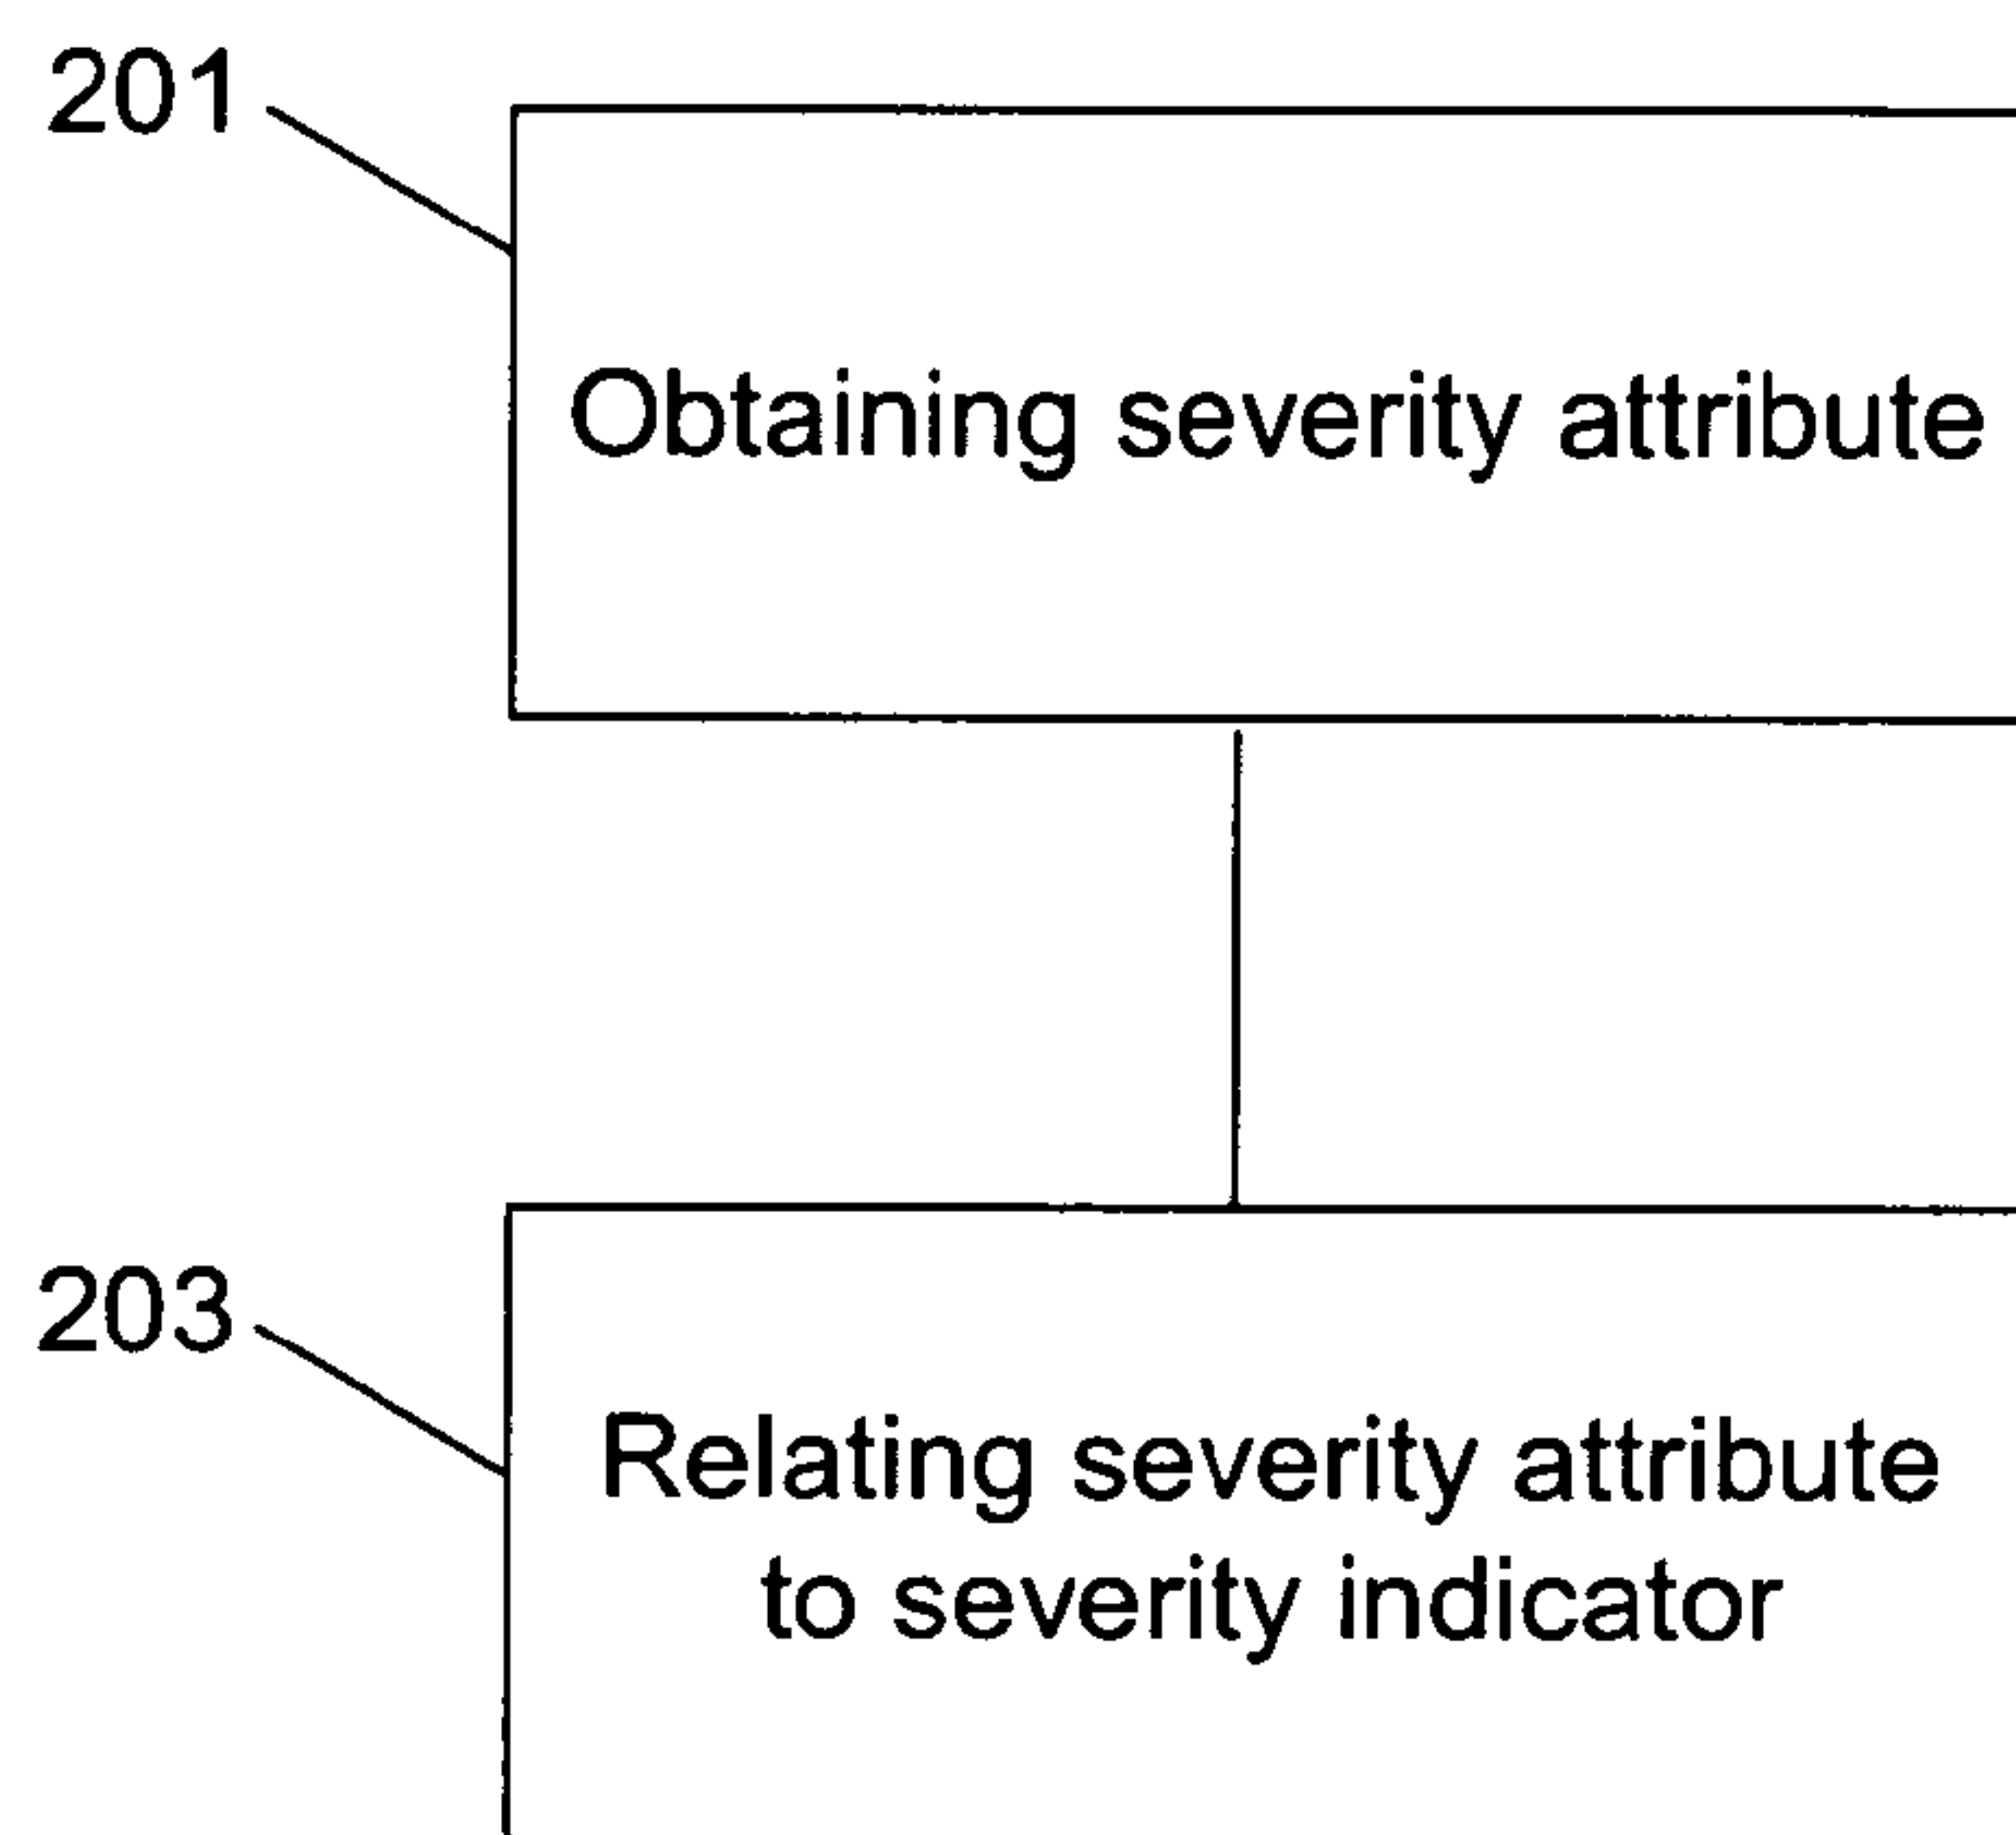 201
Obtaining severity attribute
203
Relating severity attribute
to severity indicator